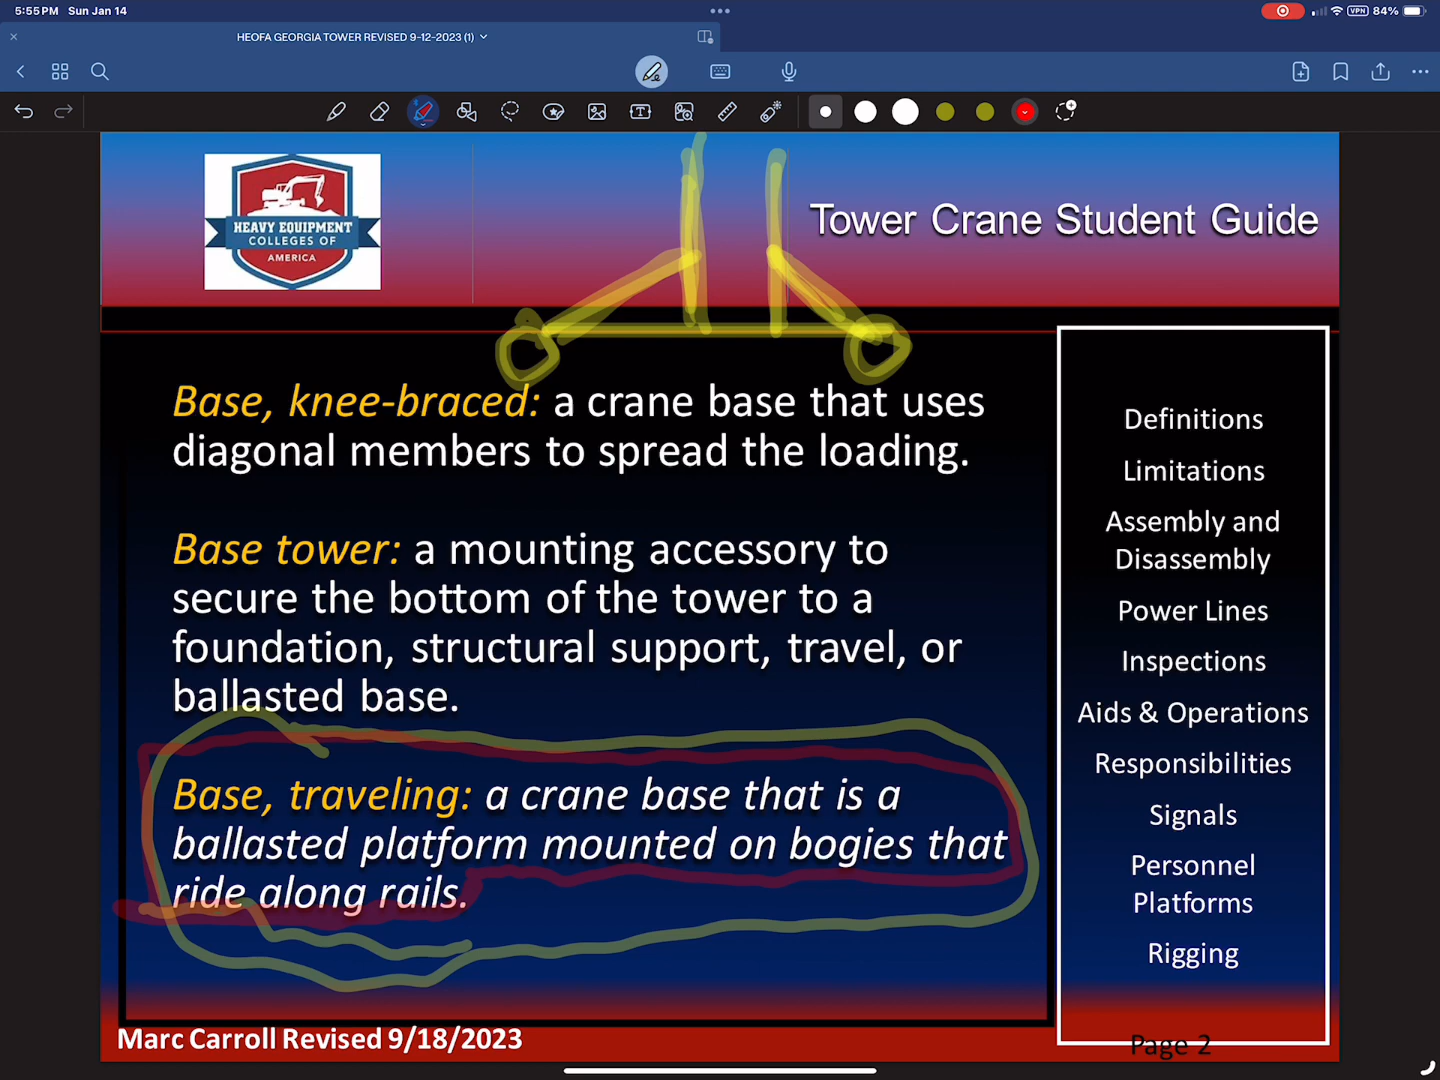 5:55 PM Sun Jan 14
VPN 84%
HEOFA GEORGIA TOWER REVISED 9-12-2023 (1)
HEAVY EQUIPMENT
COLLEGES OF
AMERICA
Tower Crane Student Guide
Base, knee-braced: a crane base that uses
diagonal members to spread the loading.
Base tower: a mounting accessory to
secure the bottom of the tower to a
foundation, structural support, travel, or
ballasted base.
Base, traveling: a crane base that is a
ballasted platform mounted on bogies that
ride along rails.
Definitions
Limitations
Assembly and
Disassembly
Power Lines
Inspections
Aids & Operations
Responsibilities
Signals
Personnel
Platforms
Rigging
Marc Carroll Revised 9/18/2023
Page 2